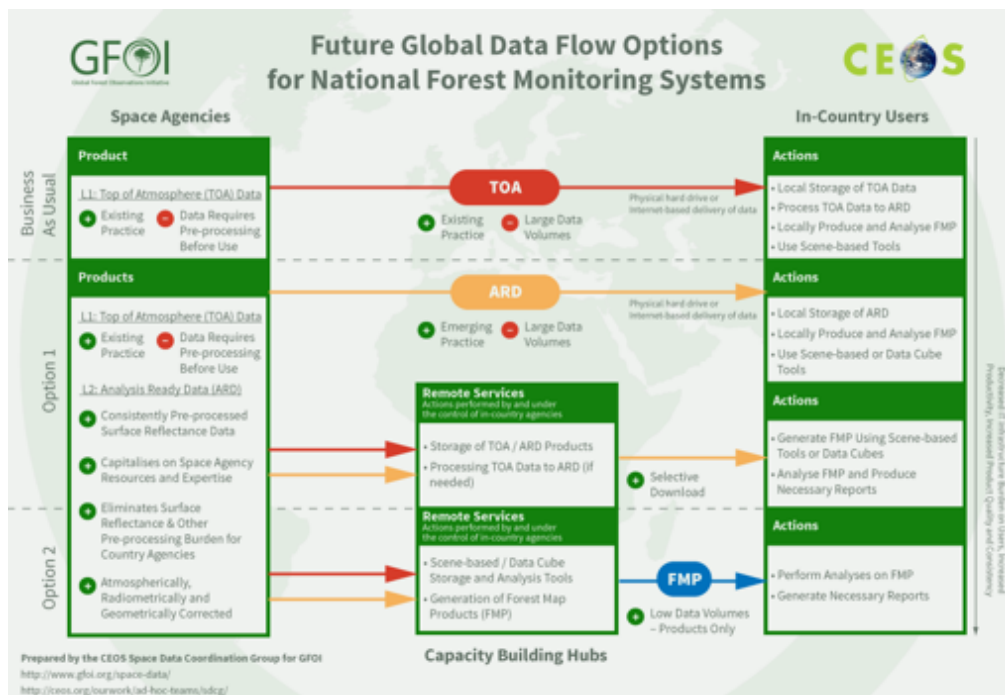 GFOI
Global Forest Observations Initiative
Future Global Data Flow Options
for National Forest Monitoring Systems
CEOS
Space Agencies
In-Country Users
Business
As Usual
Product
L1: Top of Atmosphere (TOA) Data
Existing
Practice
Data Requires
Pre-processing
Before Use
TOA
Existing
Practice
Large Data
Volumes
Physical hard drive or
Internet-based delivery of data
Actions
• Local Storage of TOA Data
• Process TOA Data to ARD
• Locally Produce and Analyse FMP
• Use Scene-based Tools
Option 1
Products
L1: Top of Atmosphere (TOA) Data
Existing
Practice
Data Requires
Pre-processing
Before Use
L2: Analysis Ready Data (ARD)
Consistently Pre-processed
Surface Reflectance Data
Capitalises on Space Agency
Resources and Expertise
Eliminates Surface
Reflectance & Other
Pre-processing Burden for
Country Agencies
Atmospherically,
Radiometrically and
Geometrically Corrected
ARD
Emerging
Practice
Large Data
Volumes
Physical hard drive or
Internet-based delivery of data
Actions
• Local Storage of ARD
• Locally Produce and Analyse FMP
• Use Scene-based or Data Cube
Tools
Remote Services
Actions performed by and under
the control of in-country agencies
• Storage of TOA / ARD Products
• Processing TOA Data to ARD (if
needed)
Selective
Download
Actions
• Generate FMP Using Scene-based
Tools or Data Cubes
• Analyse FMP and Produce
Necessary Reports
Option 2
Remote Services
Actions performed by and under
the control of in-country agencies
• Scene-based / Data Cube
Storage and Analysis Tools
• Generation of Forest Map
Products (FMP)
FMP
Low Data Volumes
– Products Only
Actions
• Perform Analyses on FMP
• Generate Necessary Reports
Decreased IT Infrastructure Burden on Users, Increased
Productivity, Increased Product Quality and Consistency
Capacity Building Hubs
Prepared by the CEOS Space Data Coordination Group for GFOI
http://www.gfoi.org/space-data/
http://ceos.org/ourwork/ad-hoc-teams/sdcg/